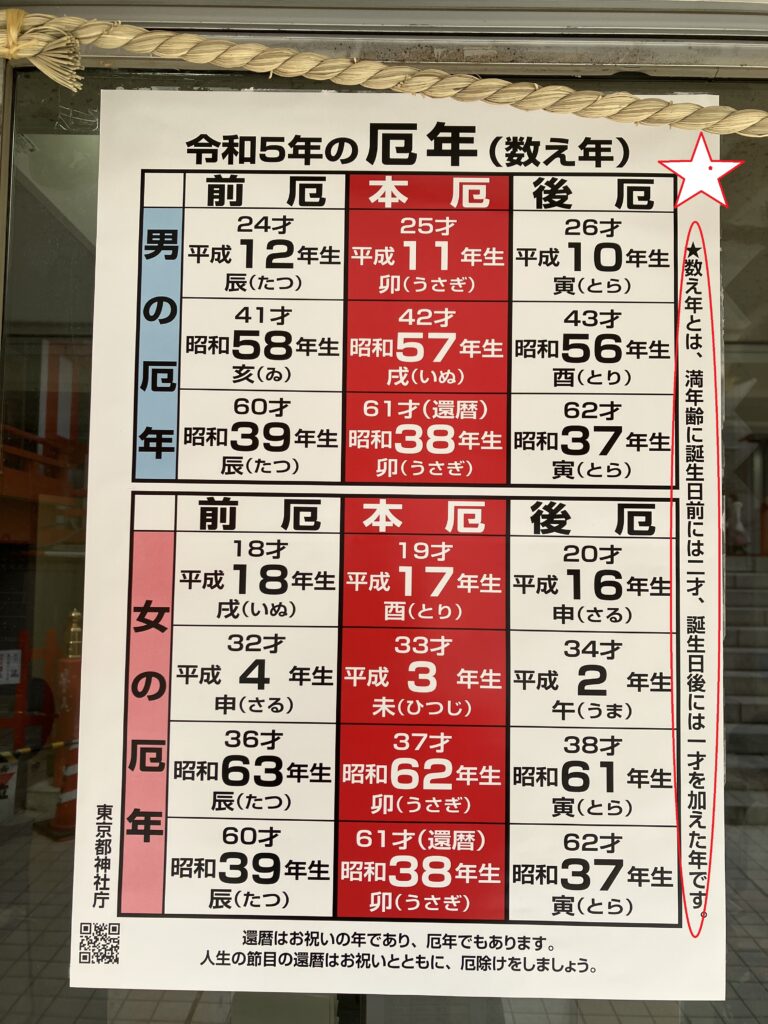 令和5年の厄年(数え年)
前厄 本厄 後厄
男の厄年
24才 25才 26才
平成12年生 平成11年生 平成10年生
辰(たつ) 卯(うさぎ) 寅(とら)
41才 42才 43才
昭和58年生 昭和57年生 昭和56年生
亥(ゐ) 戌(いぬ) 酉(とり)
60才 61才(還暦) 62才
昭和39年生 昭和38年生 昭和37年生
辰(たつ) 卯(うさぎ) 寅(とら)
前厄 本厄 後厄
女の厄年
18才 19才 20才
平成18年生 平成17年生 平成16年生
戌(いぬ) 酉(とり) 申(さる)
32才 33才 34才
平成4年生 平成3年生 平成2年生
申(さる) 未(ひつじ) 午(うま)
36才 37才 38才
昭和63年生 昭和62年生 昭和61年生
辰(たつ) 卯(うさぎ) 寅(とら)
60才 61才(還暦) 62才
昭和39年生 昭和38年生 昭和37年生
辰(たつ) 卯(うさぎ) 寅(とら)
★数え年とは、満年齢に誕生日前には二才、誕生日後には一才を加えた年です。
東京都神社庁
還暦はお祝いの年であり、厄年でもあります。
人生の節目の還暦はお祝いとともに、厄除けをしましょう。